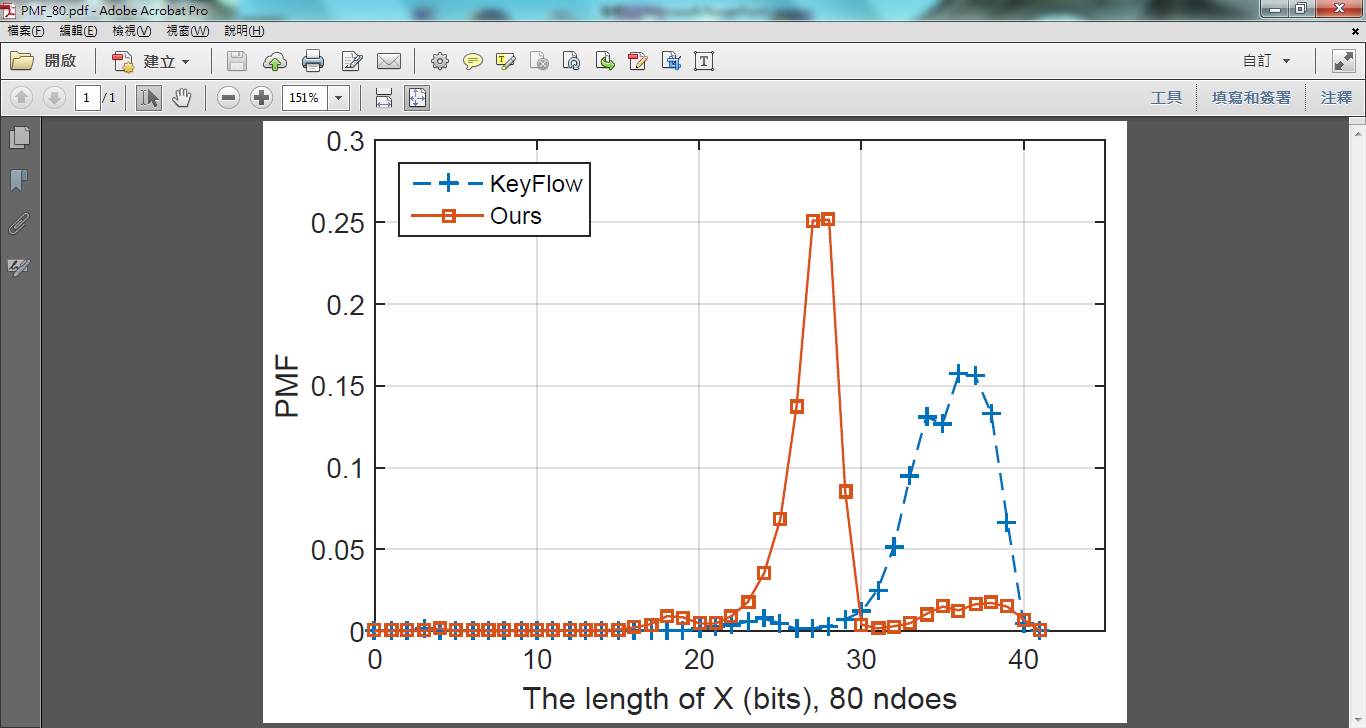 PMF_80.pdf - Adobe Acrobat Pro
檔案(F) 編輯(E) 檢視(V) 視窗(W) 說明(H)
開啟 建立 自訂
1 / 1 151% 工具 填寫和簽署 注釋
KeyFlow
Ours
0.3
0.25
0.2
0.15
0.1
0.05
0
PMF
0 10 20 30 40
The length of X (bits), 80 ndoes